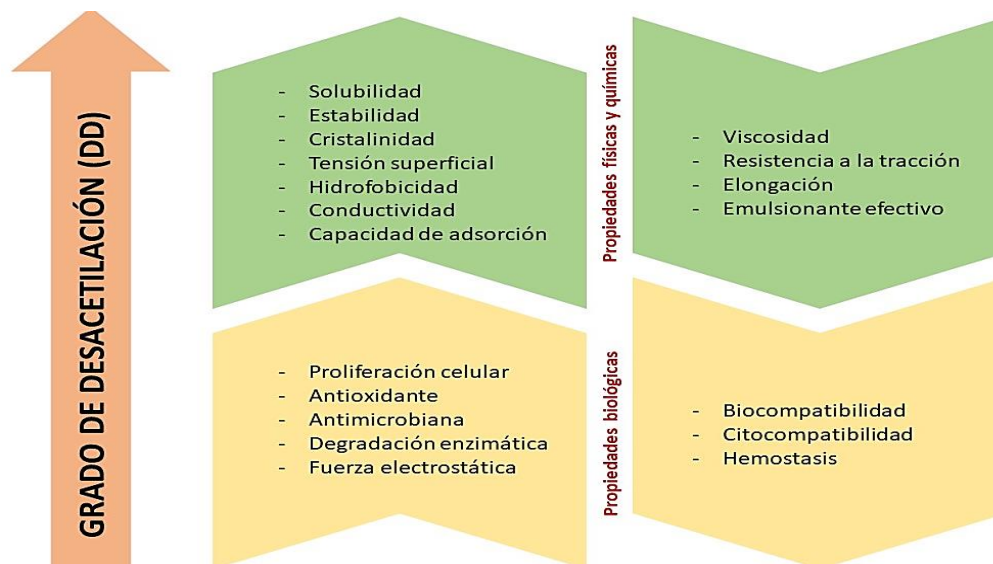 GRADO DE DESACETILACIÓN (DD)
- Solubilidad
- Estabilidad
- Cristalinidad
- Tensión superficial
- Hidrofobicidad
- Conductividad
- Capacidad de adsorción
Propiedades físicas y químicas
- Viscosidad
- Resistencia a la tracción
- Elongación
- Emulsionante efectivo
- Proliferación celular
- Antioxidante
- Antimicrobiana
- Degradación enzimática
- Fuerza electrostática
Propiedades biológicas
- Biocompatibilidad
- Citocompatibilidad
- Hemostasis